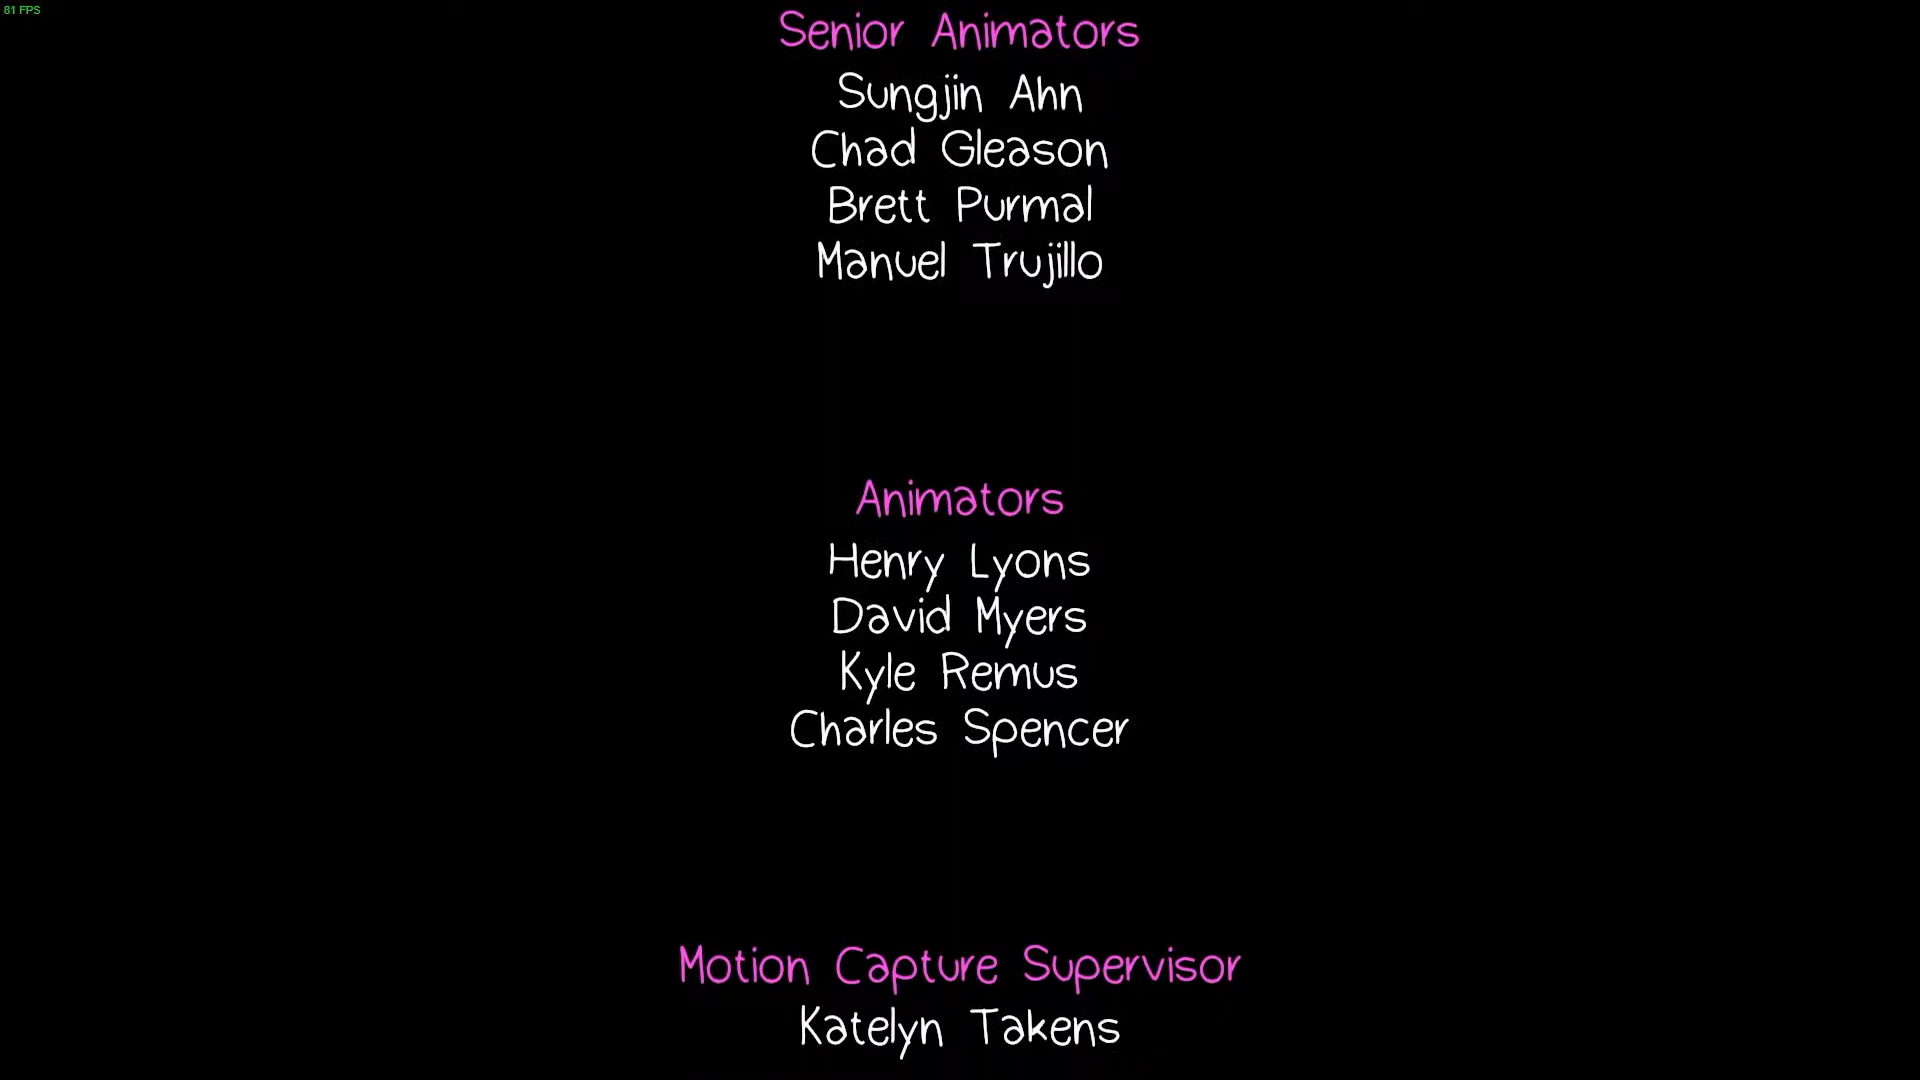 81 FPS
Senior Animators
Sungjin Ahn
Chad Gleason
Brett Purmal
Manuel Trujillo
Animators
Henry Lyons
David Myers
Kyle Remus
Charles Spencer
Motion Capture Supervisor
Katelyn Takens